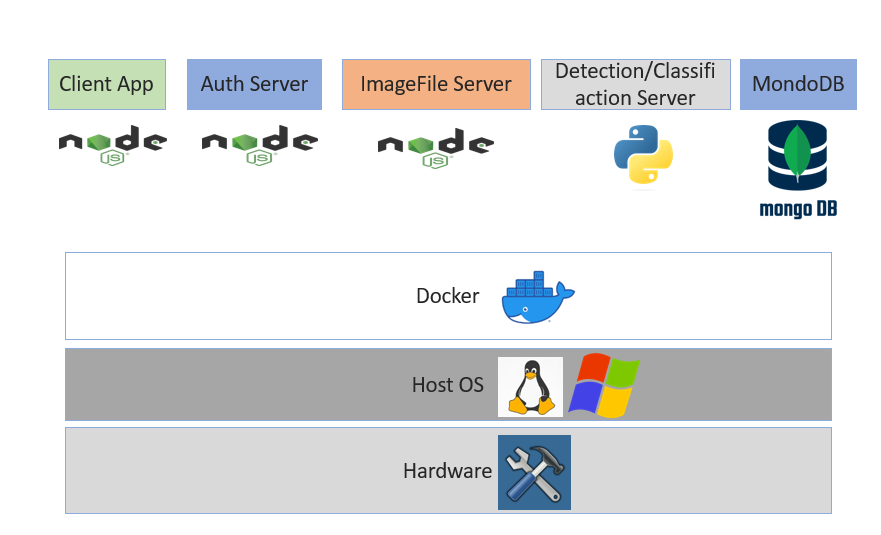 Client App
Auth Server
ImageFile Server
Detection/Classifi
action Server
MondoDB
node
JS
node
JS
node
JS
mongo DB
Docker
Host OS
Hardware